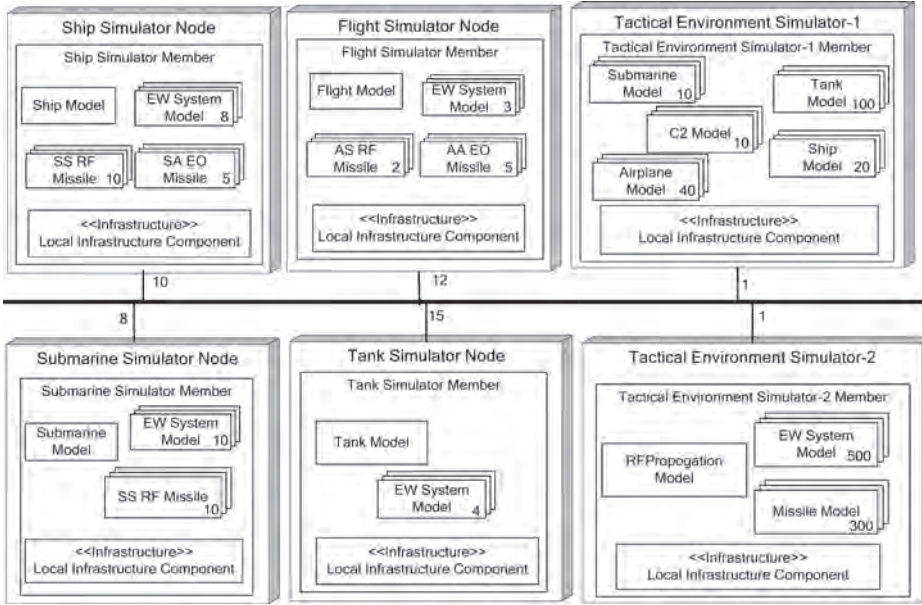 Ship Simulator Node
Ship Simulator Member
Ship Model
EW System
Model 8
SS RF
Missile 10
SA EO
Missile 5
<<Infrastructure>>
Local Infrastructure Component
10
Flight Simulator Node
Flight Simulator Member
Flight Model
EW System
Model 3
AS RF
Missile 2
AA EO
Missile 5
<<Infrastructure>>
Local Infrastructure Component
12
Tactical Environment Simulator-1
Tactical Environment Simulator-1 Member
Submarine
Model 10
Tank
Model 100
C2 Model
10
Ship
Model 20
Airplane
Model 40
<<Infrastructure>>
Local Infrastructure Component
1
8
Submarine Simulator Node
Submarine Simulator Member
Submarine
Model
EW System
Model 10
SS RF Missile
10
<<Infrastructure>>
Local Infrastructure Component
15
Tank Simulator Node
Tank Simulator Member
Tank Model
EW System
Model 4
<<Infrastructure>>
Local Infrastructure Component
1
Tactical Environment Simulator-2
Tactical Environment Simulator-2 Member
RFPropogation
Model
EW System
Model 500
Missile Model
300
<<Infrastructure>>
Local Infrastructure Component